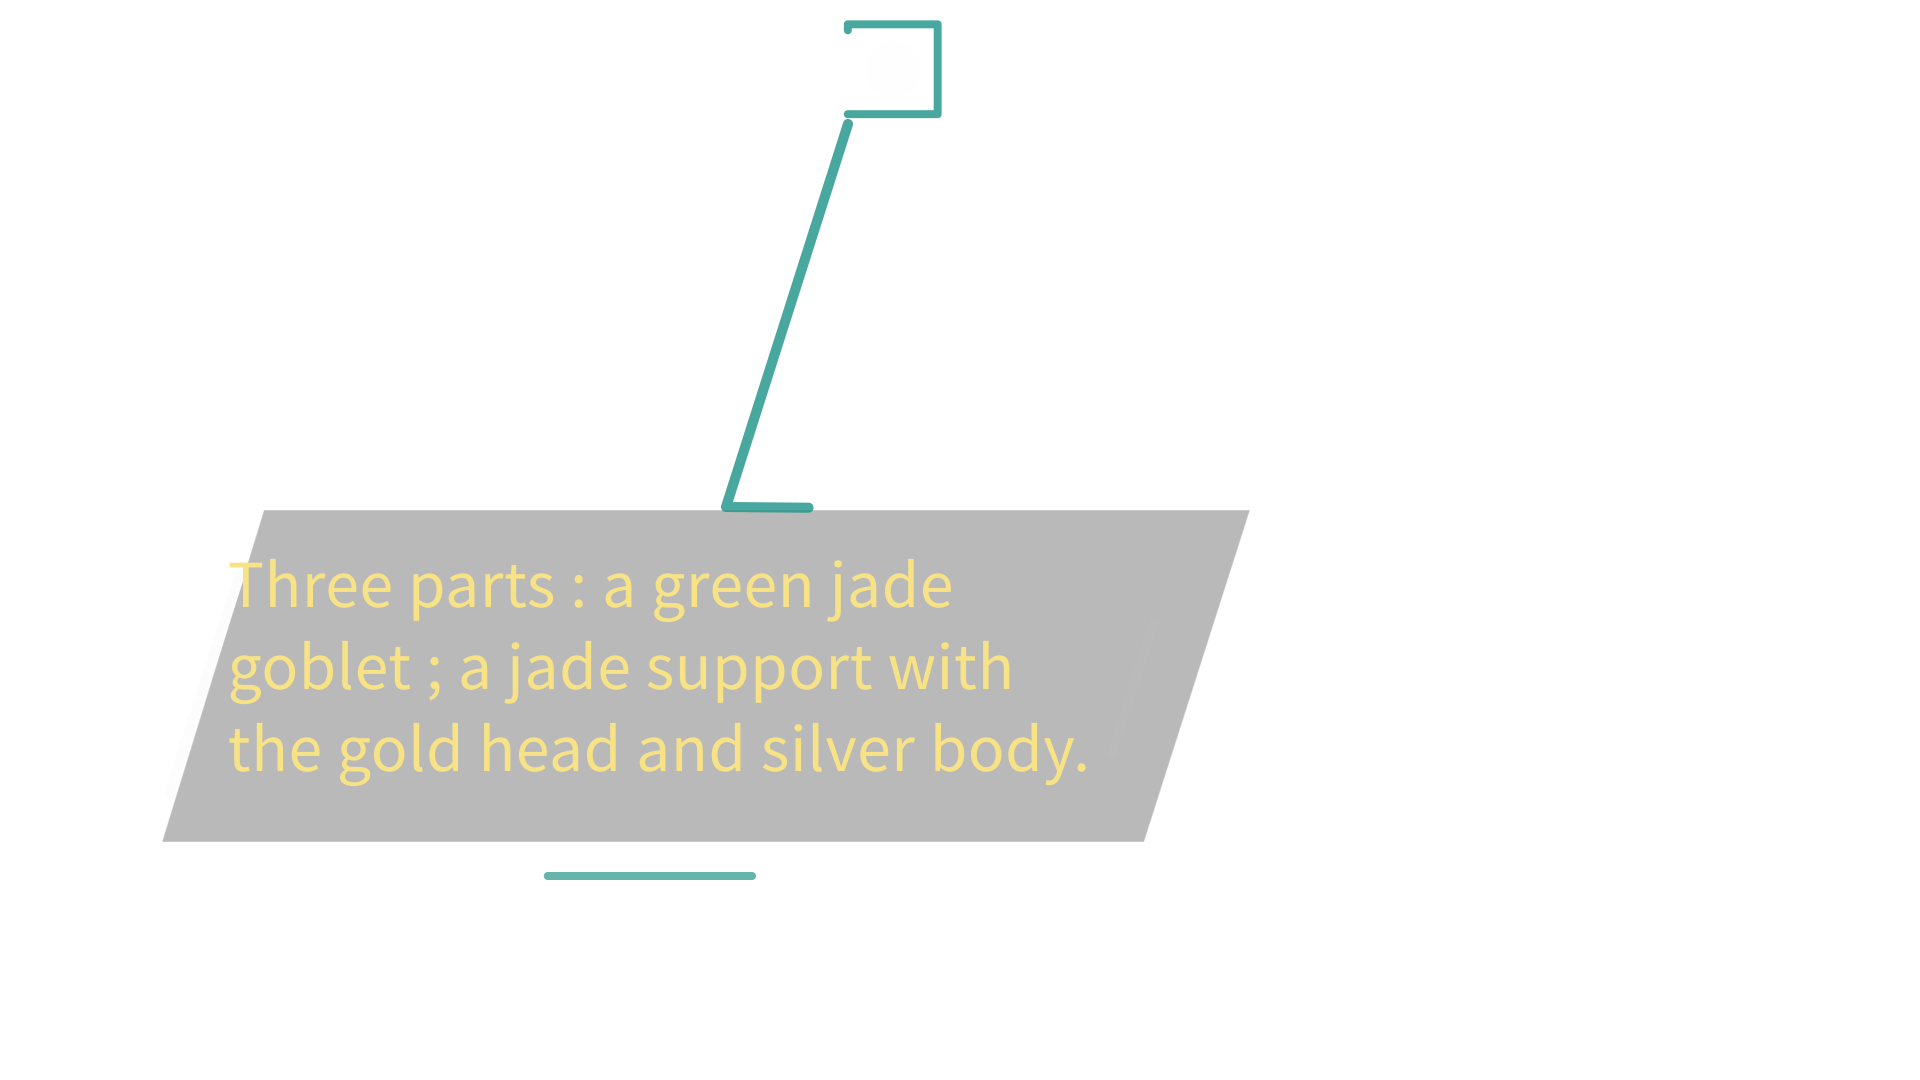 Three parts : a green jade
goblet ; a jade support with
the gold head and silver body.